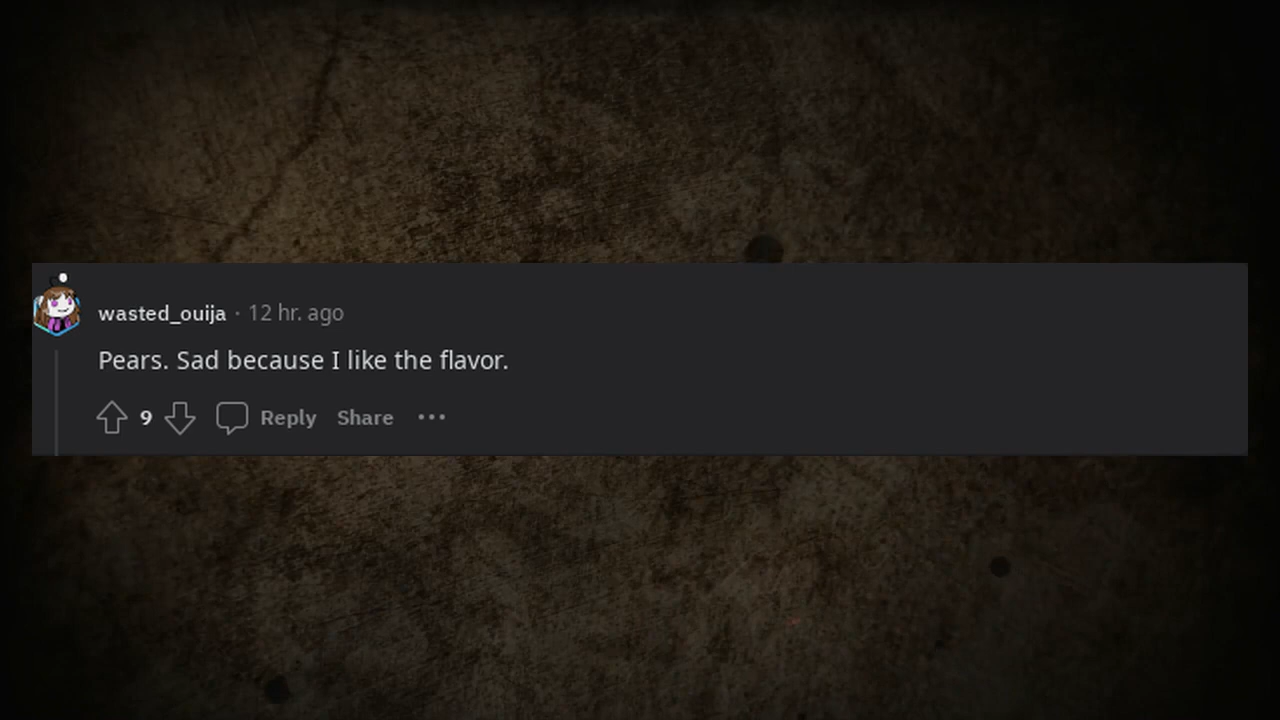 wasted_ouija · 12 hr. ago
Pears. Sad because I like the flavor.
9 Reply Share ···